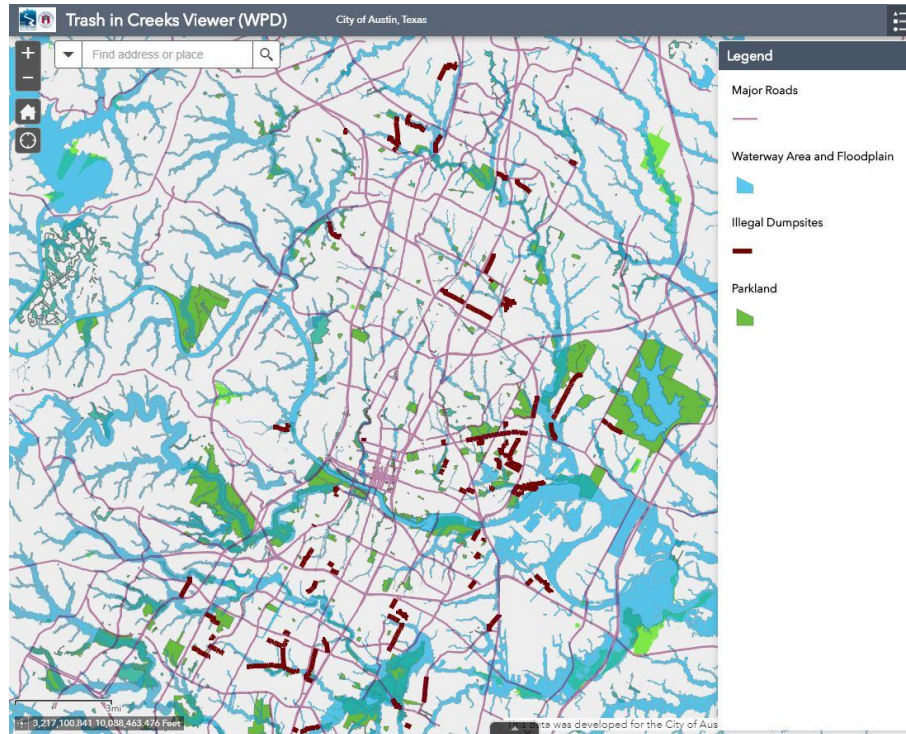 Trash in Creeks Viewer (WPD)
City of Austin, Texas
+
Find address or place
−
Legend
Major Roads
Waterway Area and Floodplain
Illegal Dumpsites
Parkland
3mi
3,217,100.841 10,088,463.476 Feet
data was developed for the City of Aus